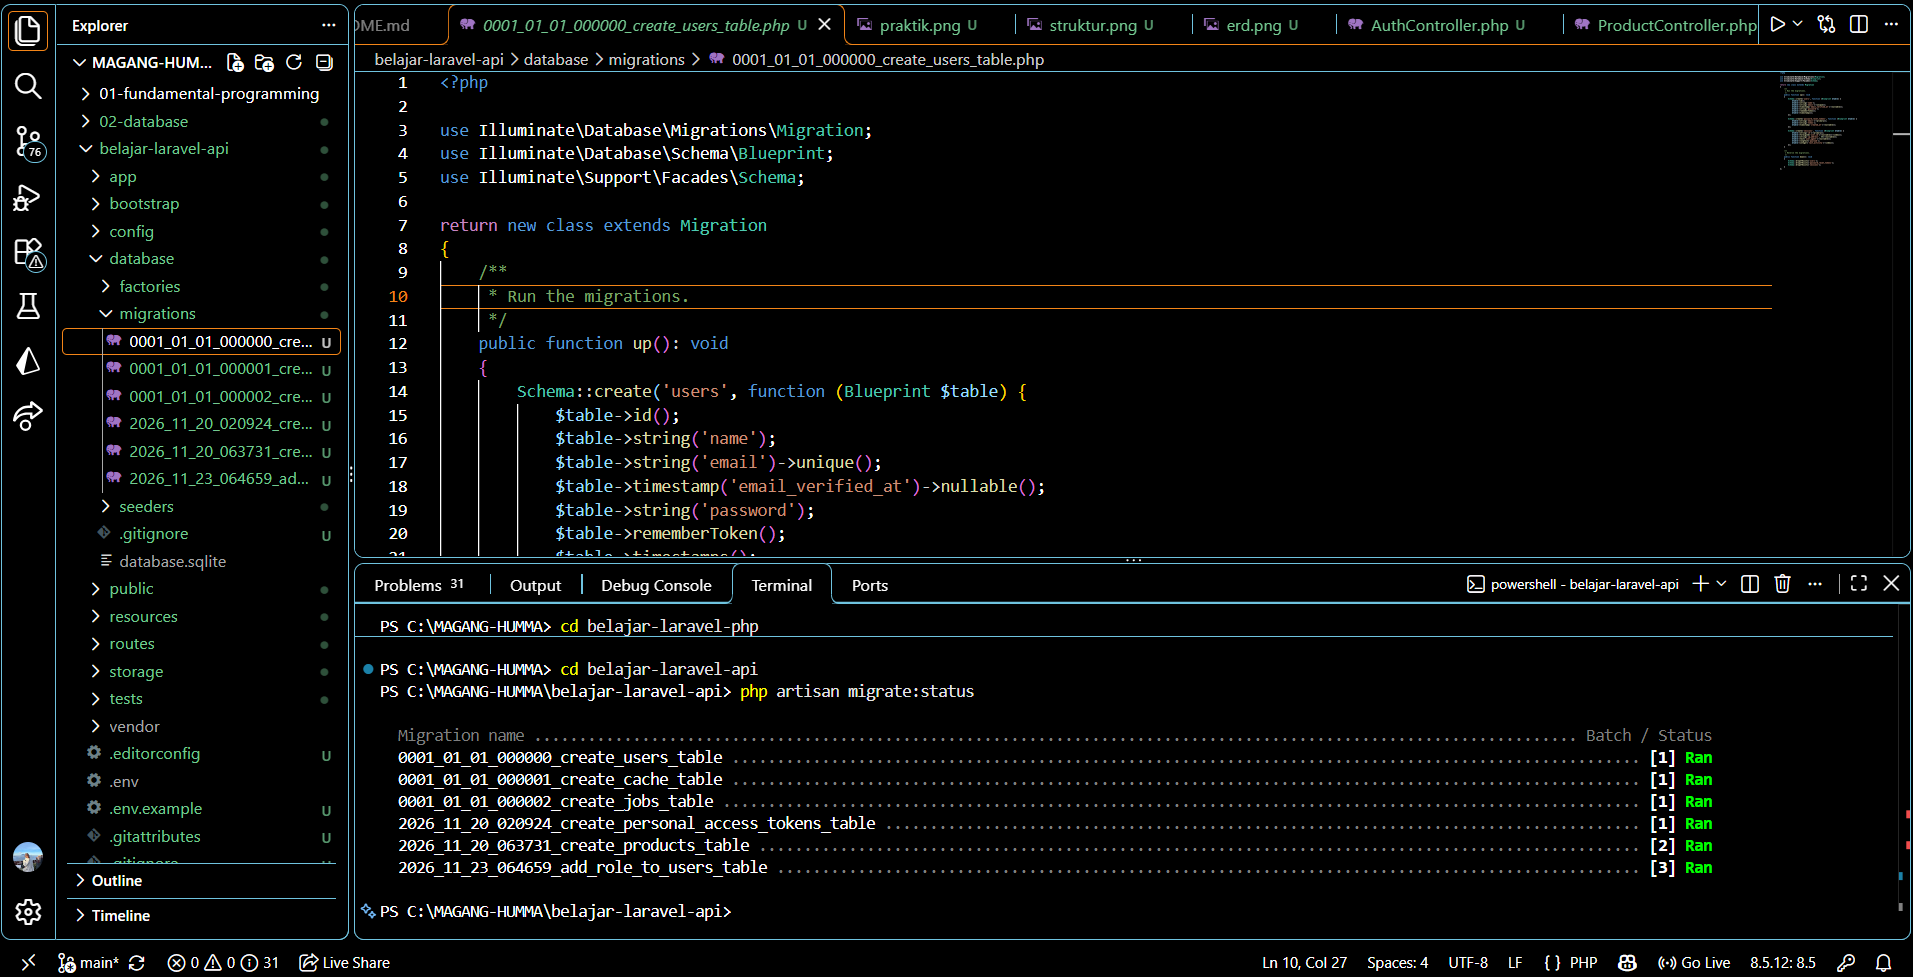 Explorer
MAGANG-HUMM...
01-fundamental-programming
02-database
belajar-laravel-api
app
bootstrap
config
database
factories
migrations
0001_01_01_000000_cre... U
0001_01_01_000001_cre... U
0001_01_01_000002_cre... U
2026_11_20_020924_cre... U
2026_11_20_063731_cre... U
2026_11_23_064659_ad... U
seeders
.gitignore U
database.sqlite
public
resources
routes
storage
tests
vendor
.editorconfig U
.env
.env.example U
.gitattributes U
.gitignore
Outline
Timeline
76
OME.md
0001_01_01_000000_create_users_table.php U
praktik.png U
struktur.png U
erd.png U
AuthController.php U
ProductController.php
belajar-laravel-api > database > migrations > 0001_01_01_000000_create_users_table.php
1 <?php
2
3 use Illuminate\Database\Migrations\Migration;
4 use Illuminate\Database\Schema\Blueprint;
5 use Illuminate\Support\Facades\Schema;
6
7 return new class extends Migration
8 {
9 /**
10 * Run the migrations.
11 */
12 public function up(): void
13 {
14 Schema::create('users', function (Blueprint $table) {
15 $table->id();
16 $table->string('name');
17 $table->string('email')->unique();
18 $table->timestamp('email_verified_at')->nullable();
19 $table->string('password');
20 $table->rememberToken();
21 $table->timestamps();
Problems 31
Output
Debug Console
Terminal
Ports
powershell - belajar-laravel-api
PS C:\MAGANG-HUMMA> cd belajar-laravel-php
PS C:\MAGANG-HUMMA> cd belajar-laravel-api
PS C:\MAGANG-HUMMA\belajar-laravel-api> php artisan migrate:status
Migration name ........ Batch / Status
0001_01_01_000000_create_users_table ........ [1] Ran
0001_01_01_000001_create_cache_table ........ [1] Ran
0001_01_01_000002_create_jobs_table ........ [1] Ran
2026_11_20_020924_create_personal_access_tokens_table ........ [1] Ran
2026_11_20_063731_create_products_table ........ [2] Ran
2026_11_23_064659_add_role_to_users_table ........ [3] Ran
PS C:\MAGANG-HUMMA\belajar-laravel-api>
main* 0 0 31 Live Share Ln 10, Col 27 Spaces: 4 UTF-8 LF { } PHP Go Live 8.5.12: 8.5